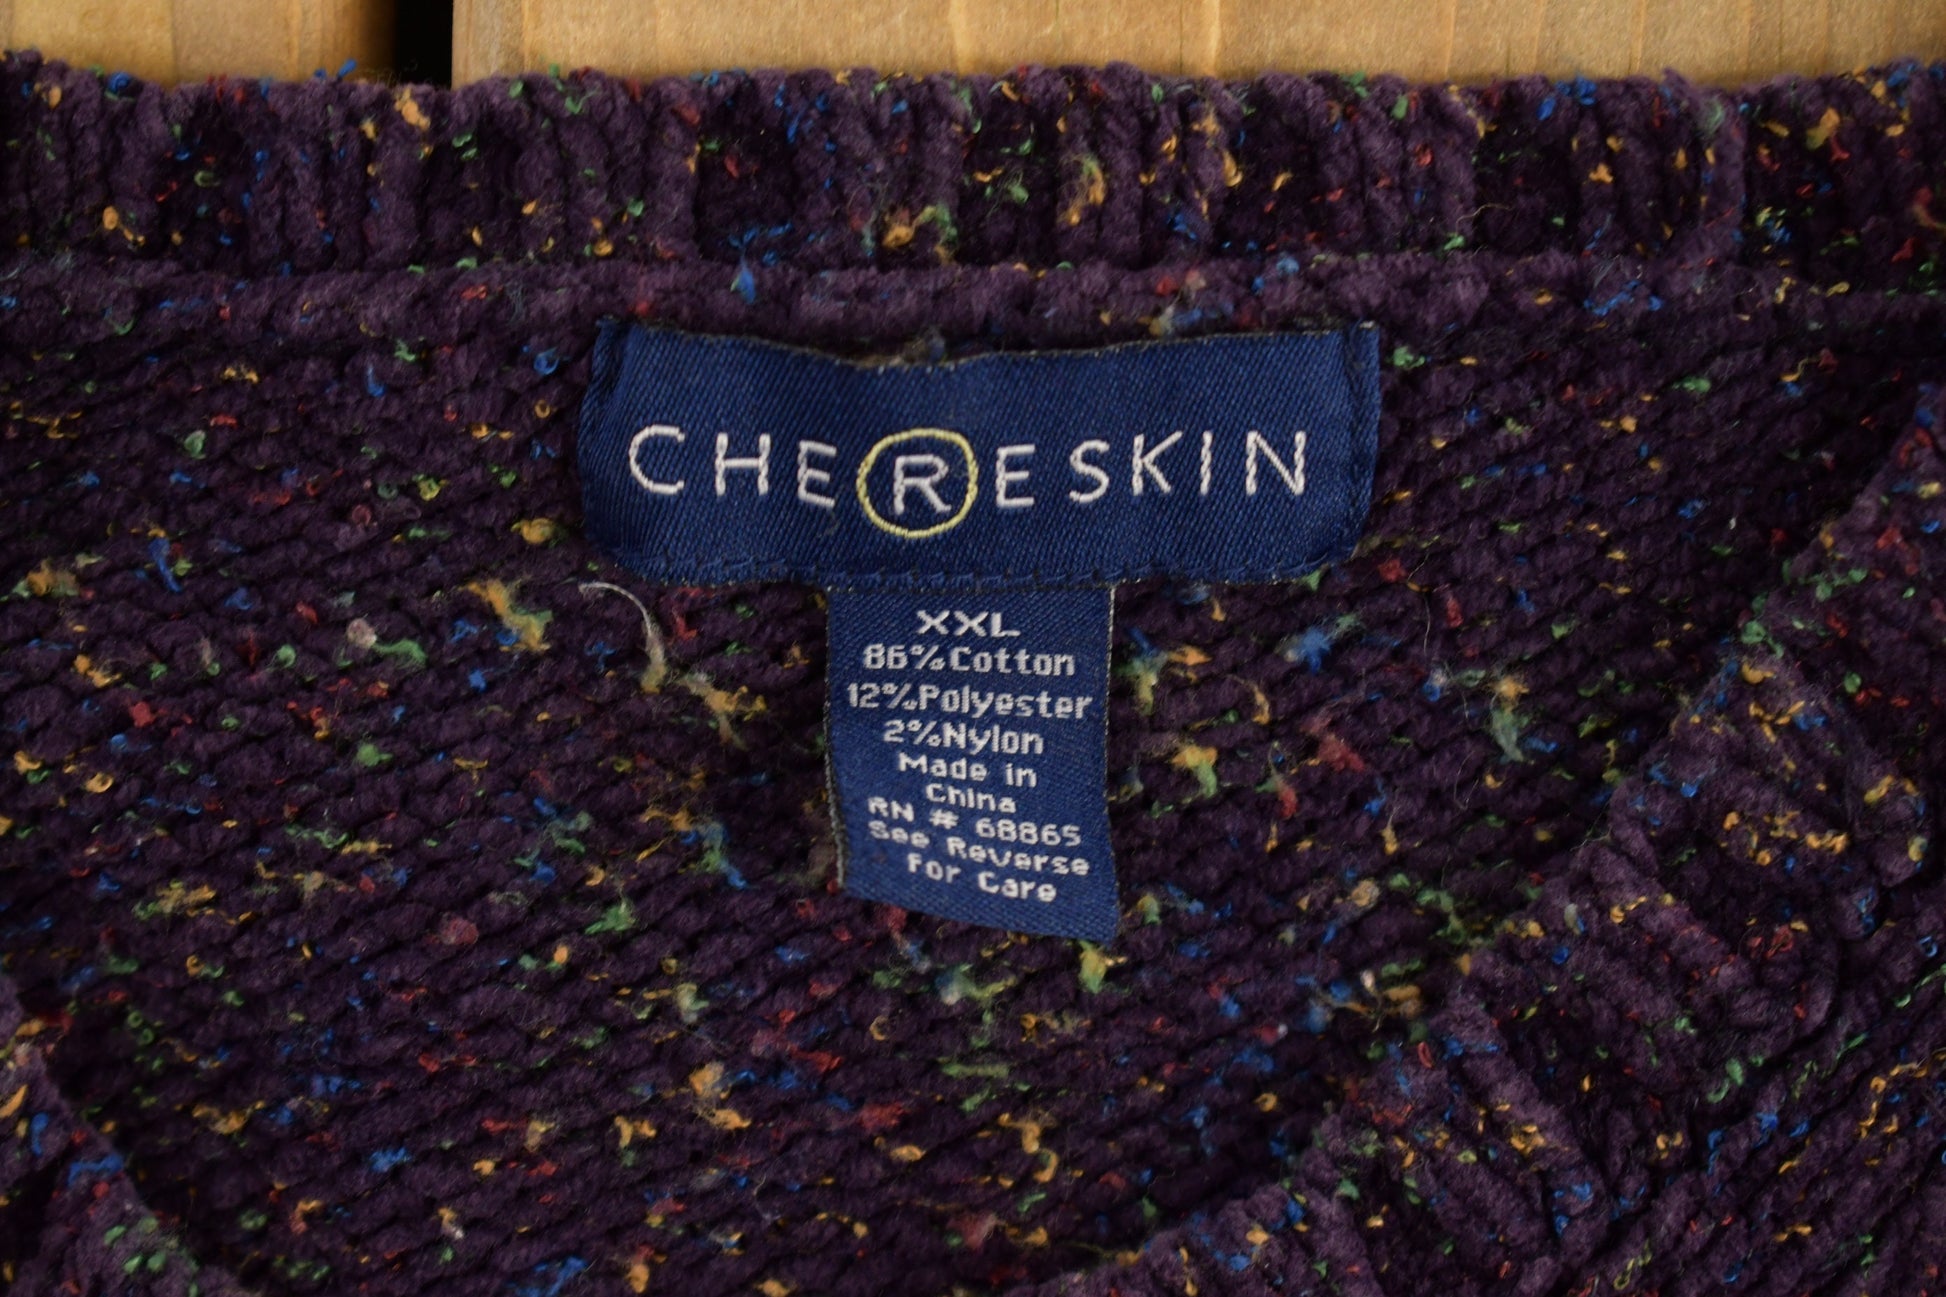 CHERESKIN
XXL
86% Cotton
12% Polyester
2% Nylon
Made in
China
RN # 68865
See Reverse
For Care